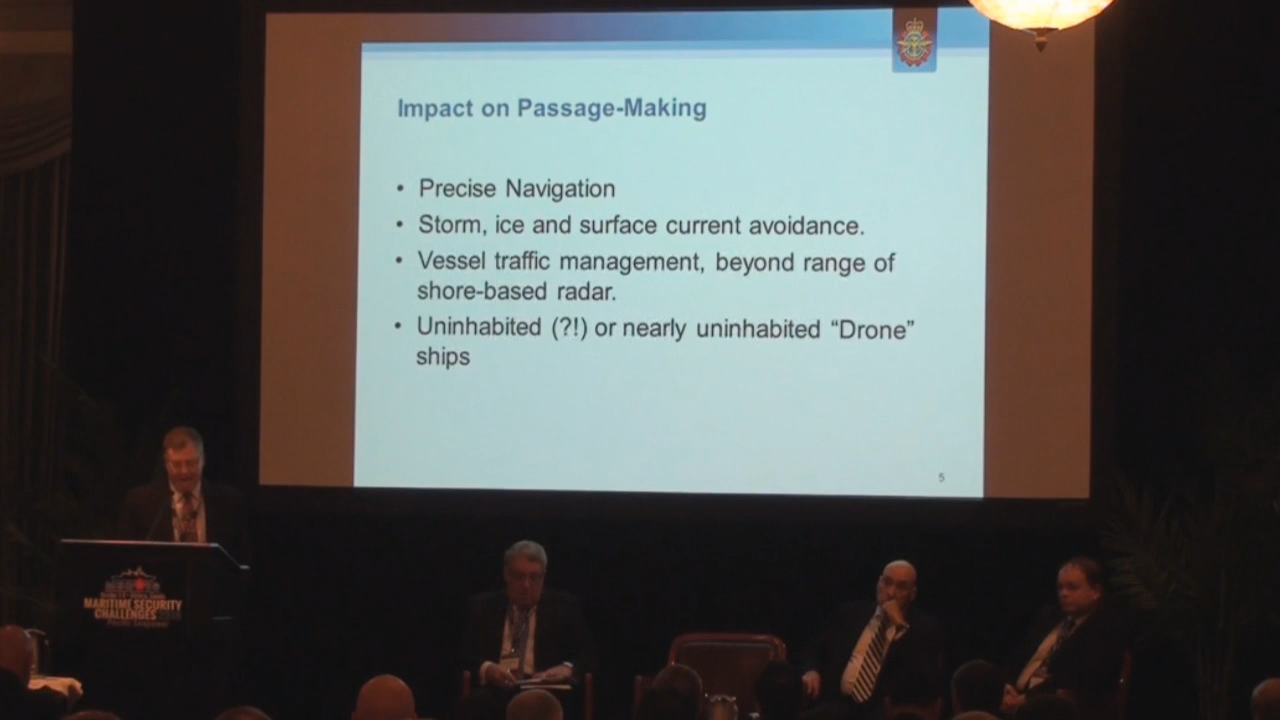 Impact on Passage-Making
• Precise Navigation
• Storm, ice and surface current avoidance.
• Vessel traffic management, beyond range of
shore-based radar.
• Uninhabited (?!) or nearly uninhabited “Drone”
ships
5
MARITIME SECURITY
CHALLENGES